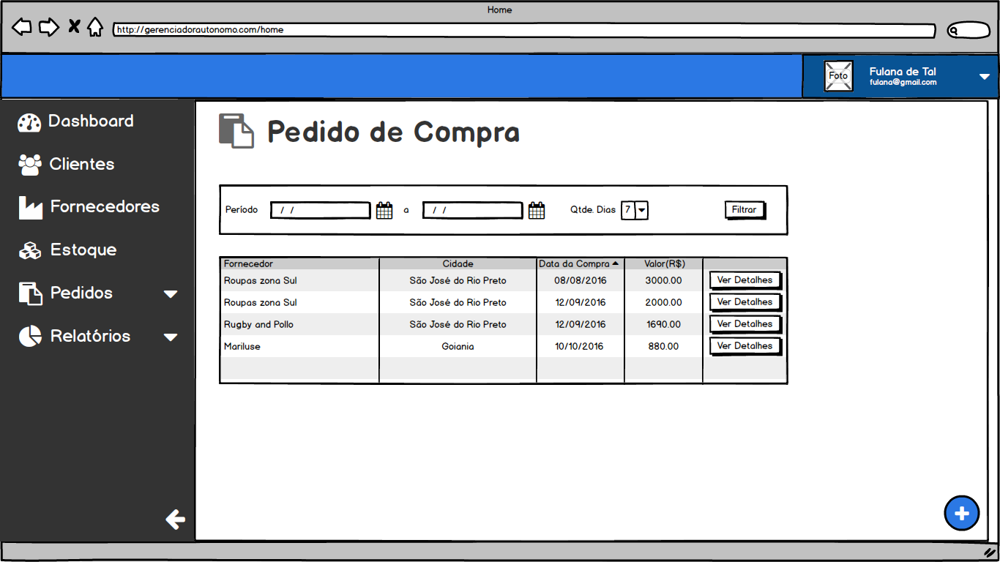 Home
http://gerenciadorautonomo.com/home
Foto
Fulana de Tal
fulana@gmail.com
Dashboard
Clientes
Fornecedores
Estoque
Pedidos
Relatórios
Pedido de Compra
Período / / a / / Qtde. Dias 7 Filtrar
Fornecedor Cidade Data da Compra Valor(R$)
Roupas zona Sul São José do Rio Preto 08/08/2016 3000.00 Ver Detalhes
Roupas zona Sul São José do Rio Preto 12/09/2016 2000.00 Ver Detalhes
Rugby and Pollo São José do Rio Preto 12/09/2016 1690.00 Ver Detalhes
Mariluse Goiania 10/10/2016 880.00 Ver Detalhes